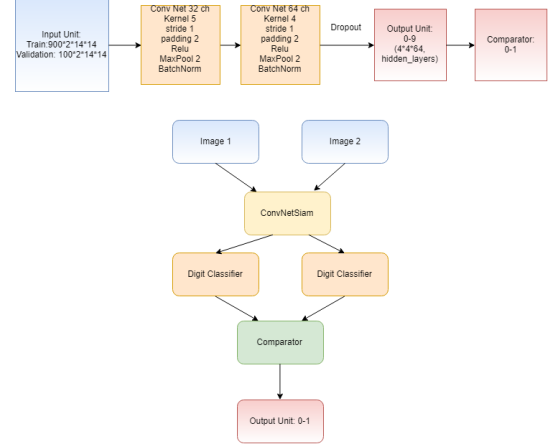 Input Unit:
Train:900*2*14*14
Validation: 100*2*14*14
Conv Net 32 ch
Kernel 5
stride 1
padding 2
Relu
MaxPool 2
BatchNorm
Conv Net 64 ch
Kernel 4
stride 1
padding 2
Relu
MaxPool 2
BatchNorm
Dropout
Output Unit:
0-9
(4*4*64,
hidden_layers)
Comparator:
0-1
Image 1
Image 2
ConvNetSiam
Digit Classifier
Digit Classifier
Comparator
Output Unit: 0-1